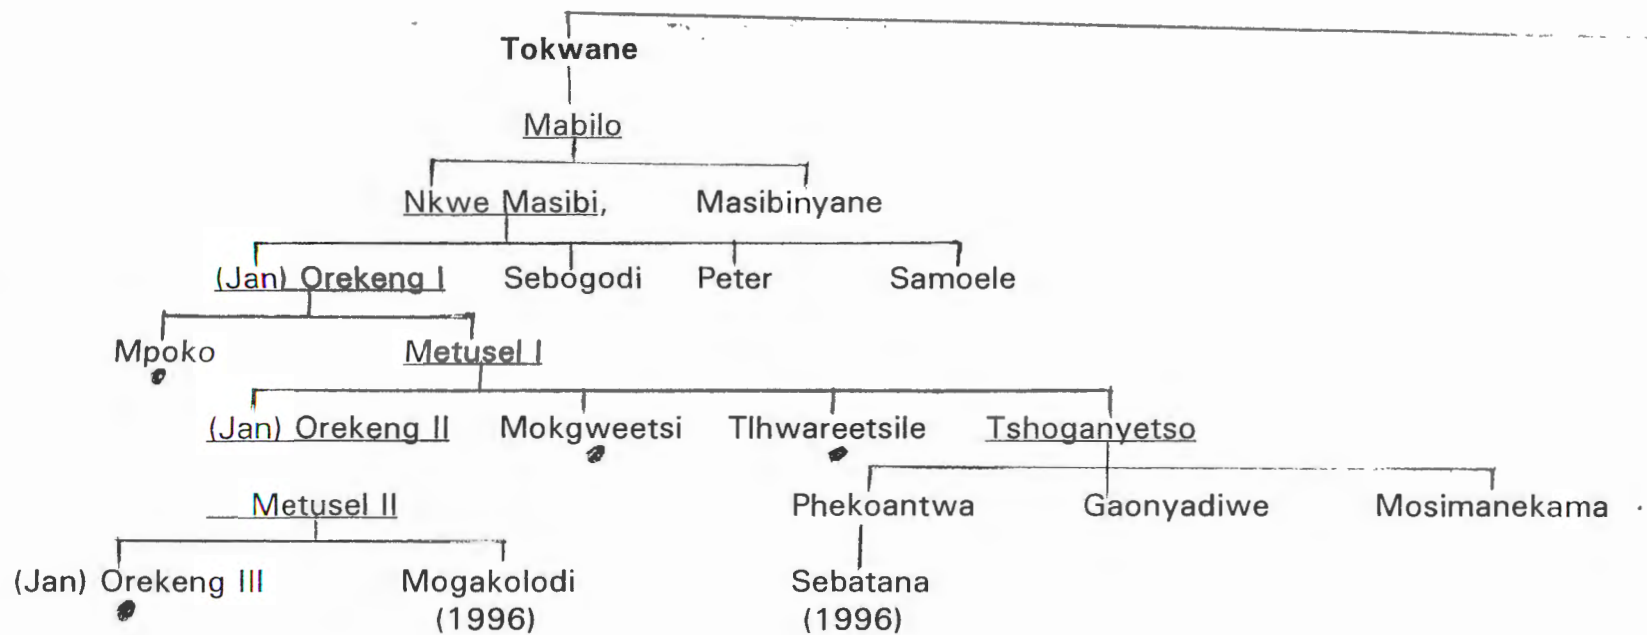 Tokwane
Mabilo
Nkwe Masibi, Masibinyane
(Jan) Orekeng I Sebogodi Peter Samoele
Mpoko Metusel I
(Jan) Orekeng II Mokgweetsi Tlhwareetsile Tshoganyetso
Metusel II Phekoantwa Gaonyadiwe Mosimanekama
(Jan) Orekeng III Mogakolodi Sebatana
(1996) (1996)